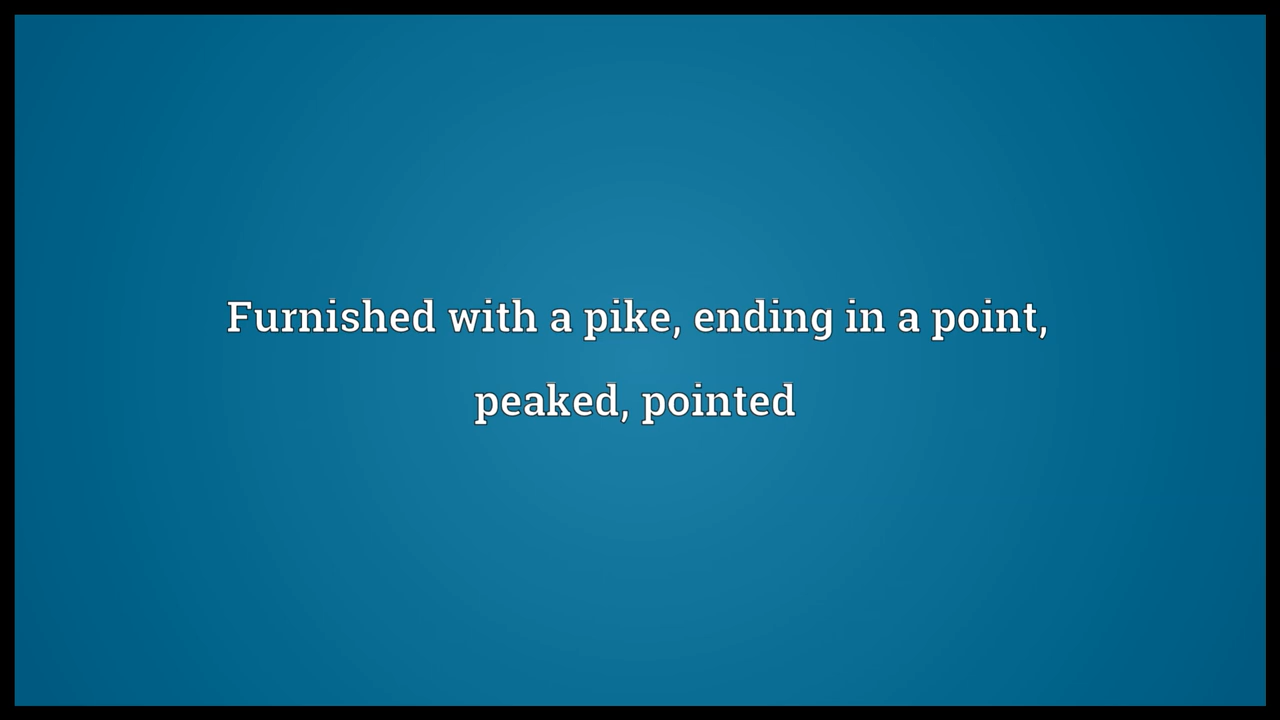 Furnished with a pike, ending in a point,
peaked, pointed